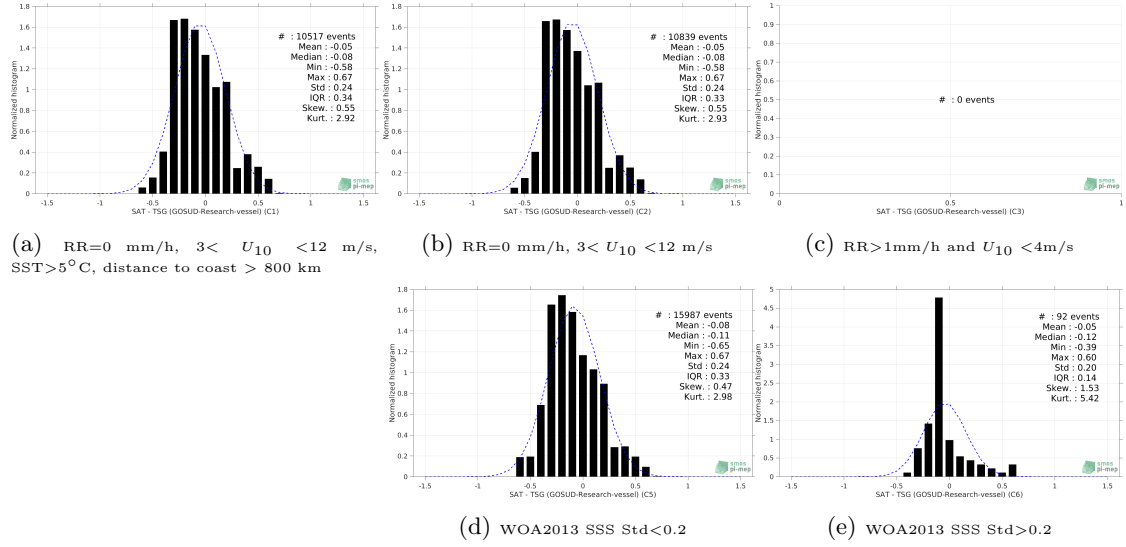 1.8
1.6
1.4
1.2
1
0.8
0.6
0.4
0.2
0
Normalized histogram
# : 10517 events
Mean : -0.05
Median : -0.08
Min : -0.58
Max : 0.67
Std : 0.24
IQR : 0.34
Skew. : 0.55
Kurt. : 2.92
smos
pi-mep
-1.5 -1 -0.5 0 0.5 1 1.5
SAT - TSG (GOSUD-Research-vessel) (C1)
(a) RR=0 mm/h, 3< U10 <12 m/s,
SST>5°C, distance to coast > 800 km
1.8
1.6
1.4
1.2
1
0.8
0.6
0.4
0.2
0
Normalized histogram
# : 10839 events
Mean : -0.05
Median : -0.08
Min : -0.58
Max : 0.67
Std : 0.24
IQR : 0.33
Skew. : 0.55
Kurt. : 2.93
smos
pi-mep
-1.5 -1 -0.5 0 0.5 1 1.5
SAT - TSG (GOSUD-Research-vessel) (C2)
(b) RR=0 mm/h, 3< U10 <12 m/s
1
0.9
0.8
0.7
0.6
0.5
0.4
0.3
0.2
0.1
0
Normalized histogram
# : 0 events
smos
pi-mep
0 0.5 1
SAT - TSG (GOSUD-Research-vessel) (C3)
(c) RR>1mm/h and U10 <4m/s
1.8
1.6
1.4
1.2
1
0.8
0.6
0.4
0.2
0
Normalized histogram
# : 15987 events
Mean : -0.08
Median : -0.11
Min : -0.65
Max : 0.67
Std : 0.24
IQR : 0.33
Skew. : 0.47
Kurt. : 2.98
smos
pi-mep
-1.5 -1 -0.5 0 0.5 1 1.5
SAT - TSG (GOSUD-Research-vessel) (C5)
(d) WOA2013 SSS Std<0.2
5
4.5
4
3.5
3
2.5
2
1.5
1
0.5
0
Normalized histogram
# : 92 events
Mean : -0.05
Median : -0.12
Min : -0.39
Max : 0.60
Std : 0.20
IQR : 0.14
Skew. : 1.53
Kurt. : 5.42
smos
pi-mep
-1.5 -1 -0.5 0 0.5 1 1.5
SAT - TSG (GOSUD-Research-vessel) (C6)
(e) WOA2013 SSS Std>0.2